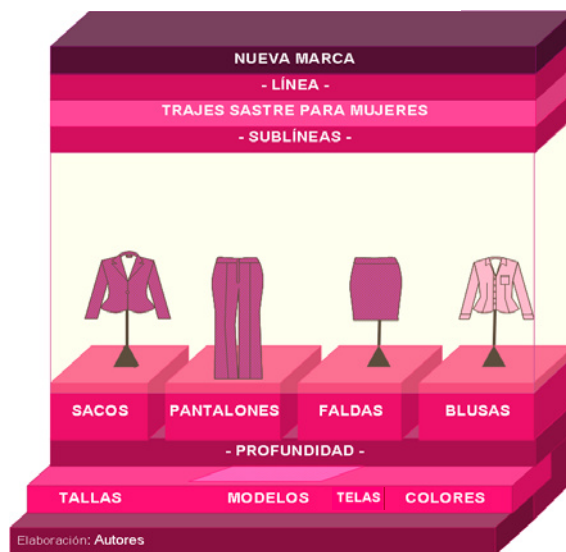 NUEVA MARCA
- LÍNEA -
TRAJES SASTRE PARA MUJERES
- SUBLÍNEAS -
SACOS PANTALONES FALDAS BLUSAS
- PROFUNDIDAD -
TALLAS MODELOS TELAS COLORES
Elaboración: Autores